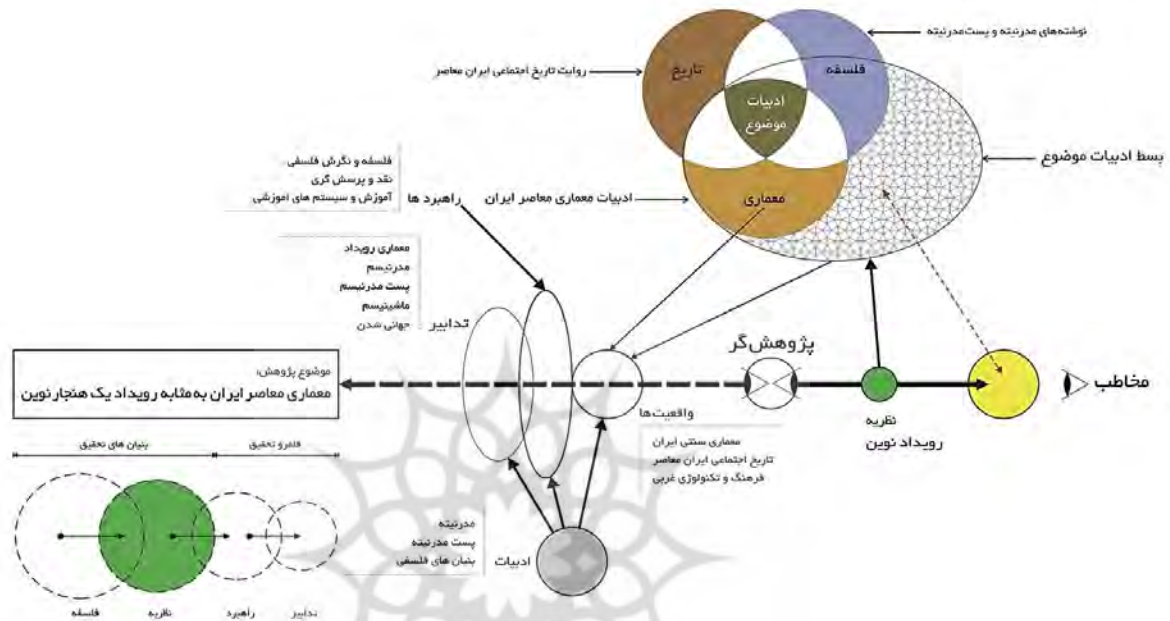 نوشته‌های مدرنیته و پست‌مدرنیته
روایت تاریخ اجتماعی ایران معاصر
تاریخ
فلسفه
ادبیات
موضوع
معماری
بسط ادبیات موضوع
ادبیات معماری معاصر ایران
فلسفه و نگرش فلسفی
نقد و پرسش گری
آموزش و سیستم های آموزشی
راهبرد ها
معماری رویداد
مدرنیسم
پست مدرنیسم
ماشینیسم
جهانی شدن
تدابیر
پژوهش‌گر
مخاطب
نظریه
رویداد نوین
موضوع پژوهش:
معماری معاصر ایران به مثابه رویداد یک هنجار نوین
واقعیت‌ها
معماری سنتی ایران
تاریخ اجتماعی ایران معاصر
فرهنگ و تکنولوژی غربی
مدرنیته
پست مدرنیته
بنیان های فلسفی
ادبیات
قلمرو تحقیق
بنیان های تحقیق
فلسفه
نظریه
راهبرد
تدابیر